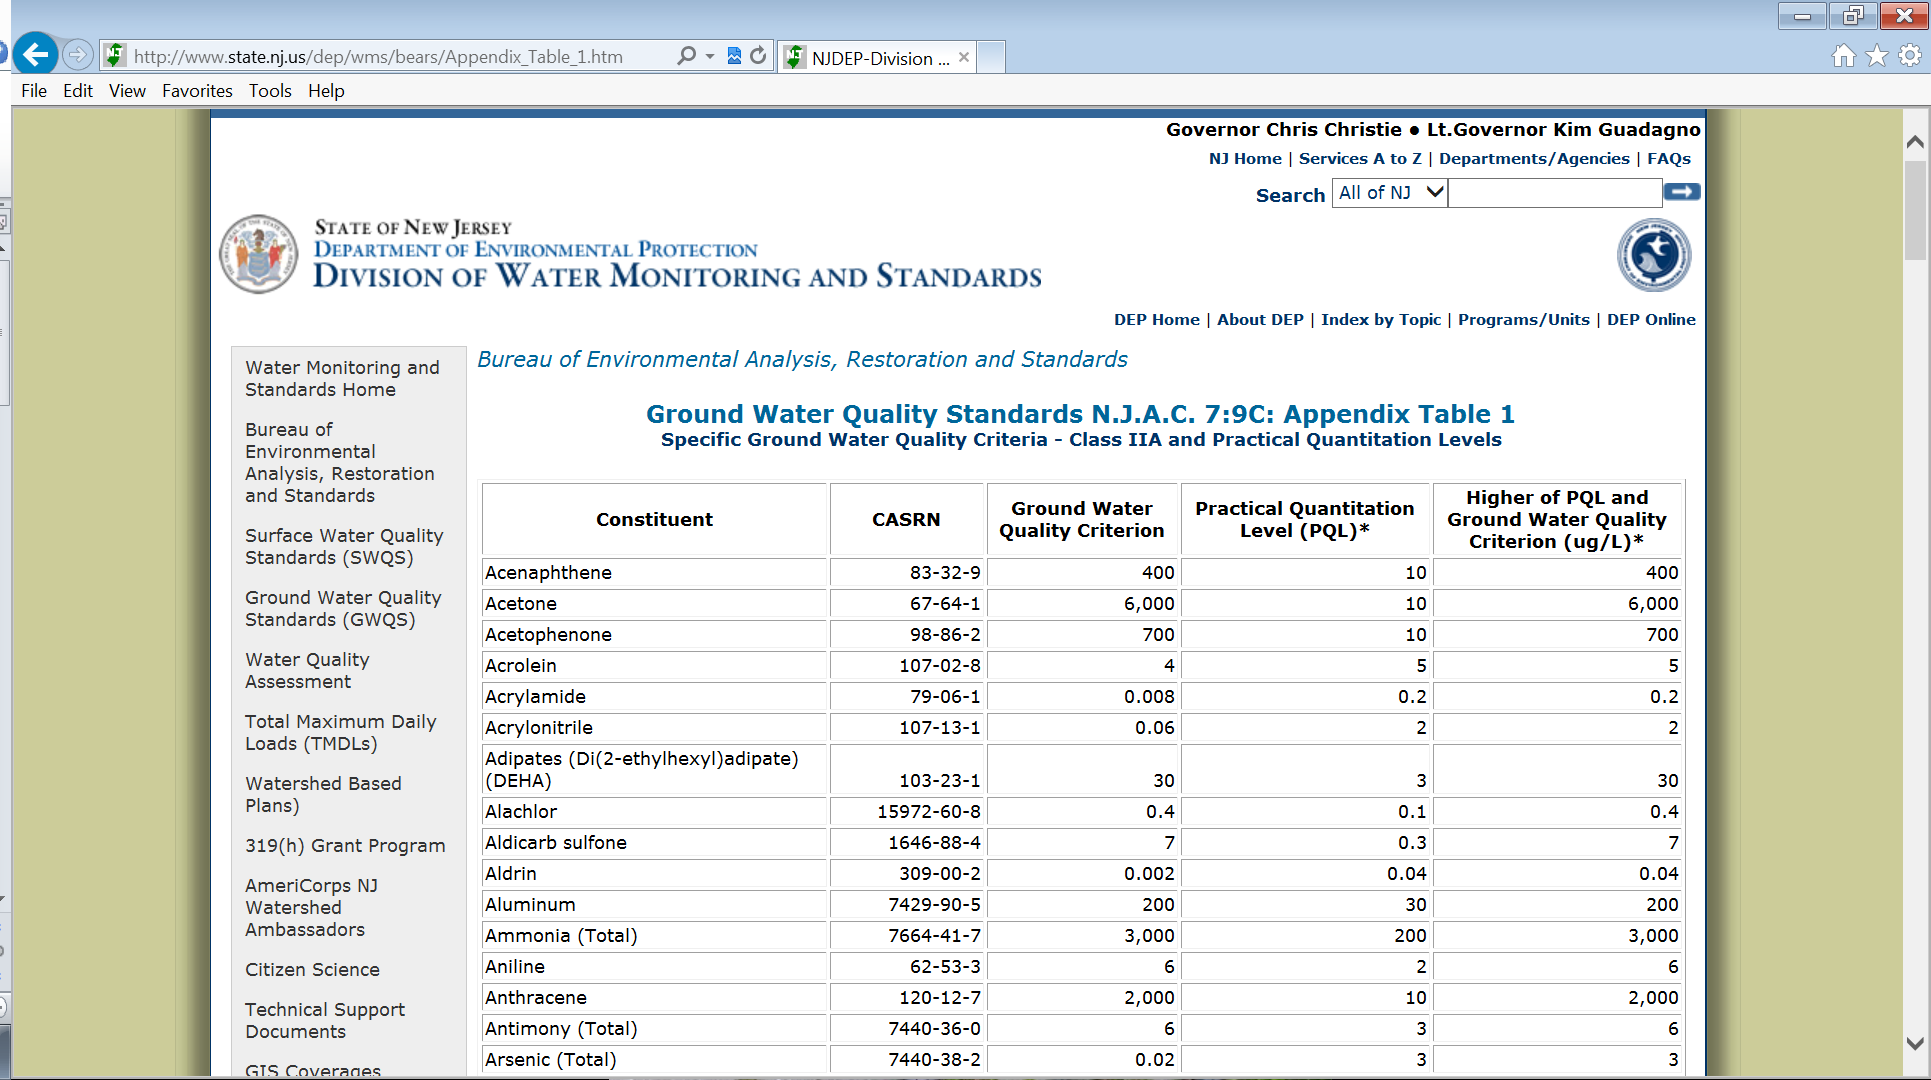 http://www.state.nj.us/dep/wms/bears/Appendix_Table_1.htm
NJDEP-Division ...
File Edit View Favorites Tools Help
Governor Chris Christie ● Lt.Governor Kim Guadagno
NJ Home | Services A to Z | Departments/Agencies | FAQs
Search All of NJ
STATE OF NEW JERSEY
DEPARTMENT OF ENVIRONMENTAL PROTECTION
DIVISION OF WATER MONITORING AND STANDARDS
DEP Home | About DEP | Index by Topic | Programs/Units | DEP Online
Water Monitoring and
Standards Home
Bureau of
Environmental
Analysis, Restoration
and Standards
Surface Water Quality
Standards (SWQS)
Ground Water Quality
Standards (GWQS)
Water Quality
Assessment
Total Maximum Daily
Loads (TMDLs)
Watershed Based
Plans)
319(h) Grant Program
AmeriCorps NJ
Watershed
Ambassadors
Citizen Science
Technical Support
Documents
GIS Coverages
Bureau of Environmental Analysis, Restoration and Standards
Ground Water Quality Standards N.J.A.C. 7:9C: Appendix Table 1
Specific Ground Water Quality Criteria - Class IIA and Practical Quantitation Levels
Constituent CASRN Ground Water Quality Criterion Practical Quantitation Level (PQL)* Higher of PQL and Ground Water Quality Criterion (ug/L)*
Acenaphthene 83-32-9 400 10 400
Acetone 67-64-1 6,000 10 6,000
Acetophenone 98-86-2 700 10 700
Acrolein 107-02-8 4 5 5
Acrylamide 79-06-1 0.008 0.2 0.2
Acrylonitrile 107-13-1 0.06 2 2
Adipates (Di(2-ethylhexyl)adipate)
(DEHA) 103-23-1 30 3 30
Alachlor 15972-60-8 0.4 0.1 0.4
Aldicarb sulfone 1646-88-4 7 0.3 7
Aldrin 309-00-2 0.002 0.04 0.04
Aluminum 7429-90-5 200 30 200
Ammonia (Total) 7664-41-7 3,000 200 3,000
Aniline 62-53-3 6 2 6
Anthracene 120-12-7 2,000 10 2,000
Antimony (Total) 7440-36-0 6 3 6
Arsenic (Total) 7440-38-2 0.02 3 3